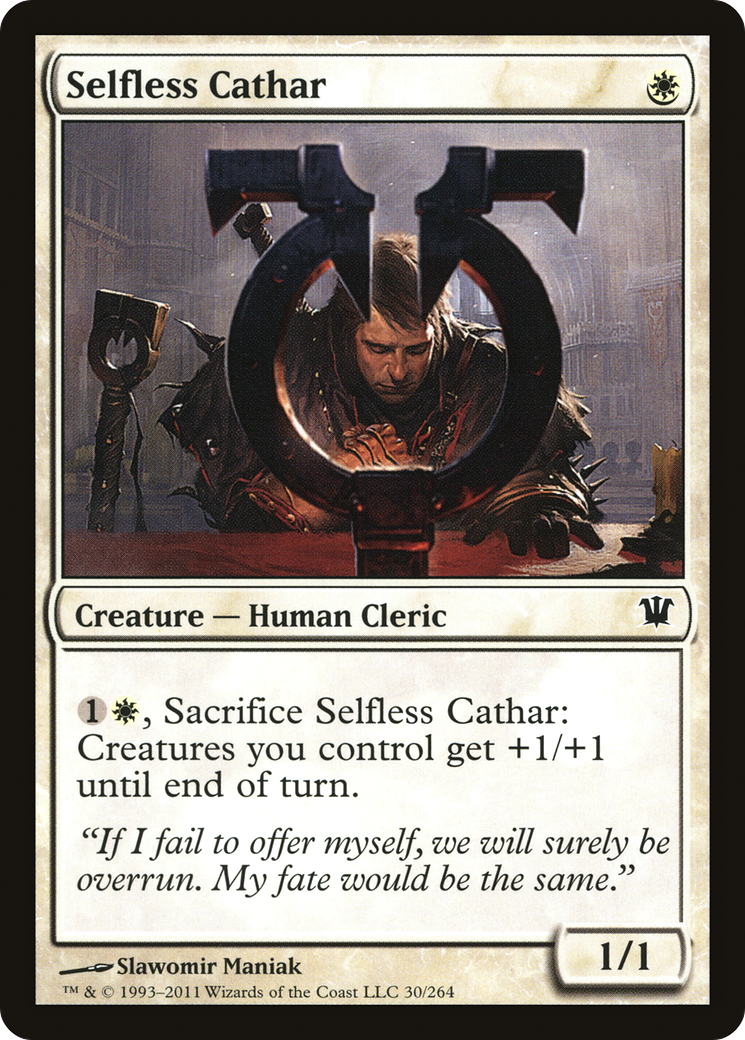 Selfless Cathar
Creature — Human Cleric
1, Sacrifice Selfless Cathar:
Creatures you control get +1/+1
until end of turn.
“If I fail to offer myself, we will surely be
overrun. My fate would be the same.”
1/1
Slawomir Maniak
™ & © 1993–2011 Wizards of the Coast LLC 30/264